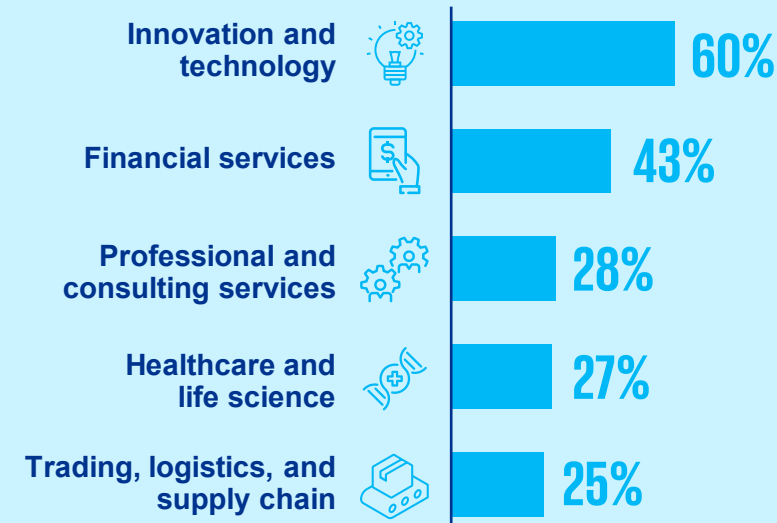 Innovation and
technology
60%
Financial services
$
43%
Professional and
consulting services
28%
Healthcare and
life science
27%
Trading, logistics, and
supply chain
25%